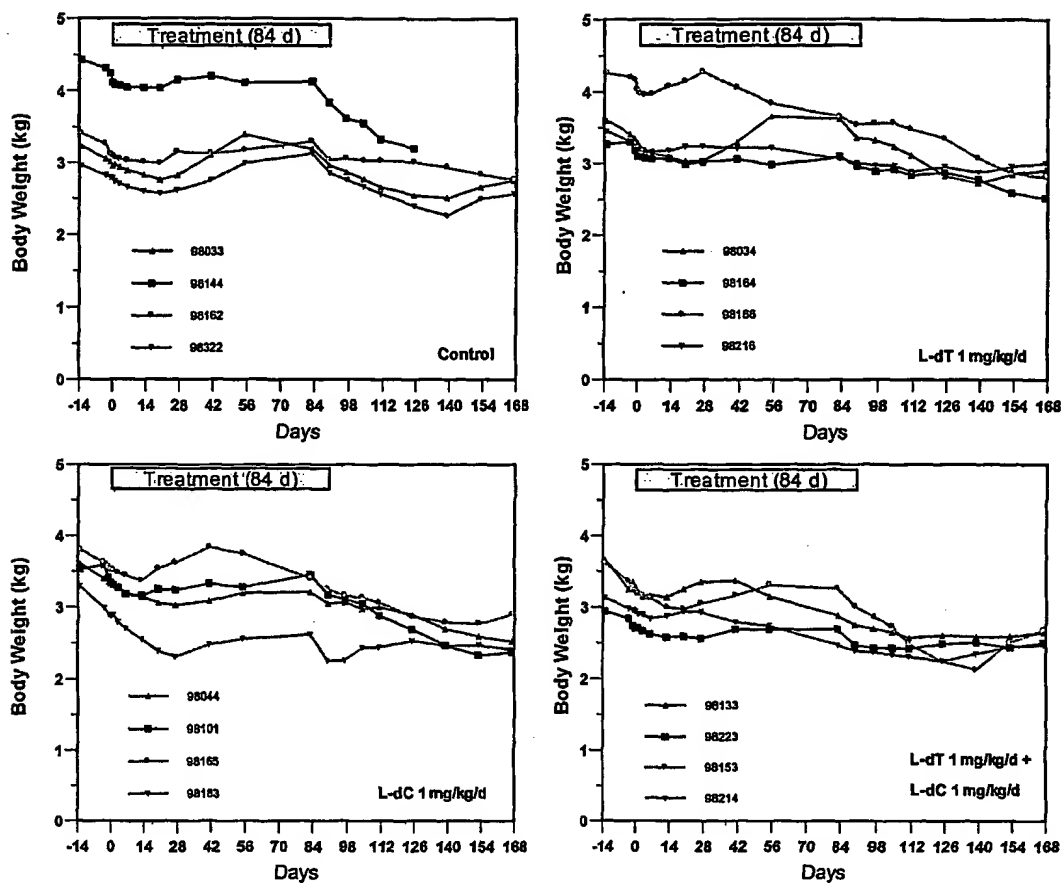 Treatment (84 d)
5
4
3
2
1
0
Body Weight (kg)
98033
98144
98162
98322
Control
-14 0 14 28 42 56 70 84 98 112 126 140 154 168
Days
Treatment (84 d)
5
4
3
2
1
0
Body Weight (kg)
98034
98164
98166
98216
L-dT 1 mg/kg/d
-14 0 14 28 42 56 70 84 98 112 126 140 154 168
Days
Treatment (84 d)
5
4
3
2
1
0
Body Weight (kg)
98044
98101
98165
98183
L-dC 1 mg/kg/d
-14 0 14 28 42 56 70 84 98 112 126 140 154 168
Days
Treatment (84 d)
5
4
3
2
1
0
Body Weight (kg)
98133
98223
98153
98214
L-dT 1 mg/kg/d +
L-dC 1 mg/kg/d
-14 0 14 28 42 56 70 84 98 112 126 140 154 168
Days